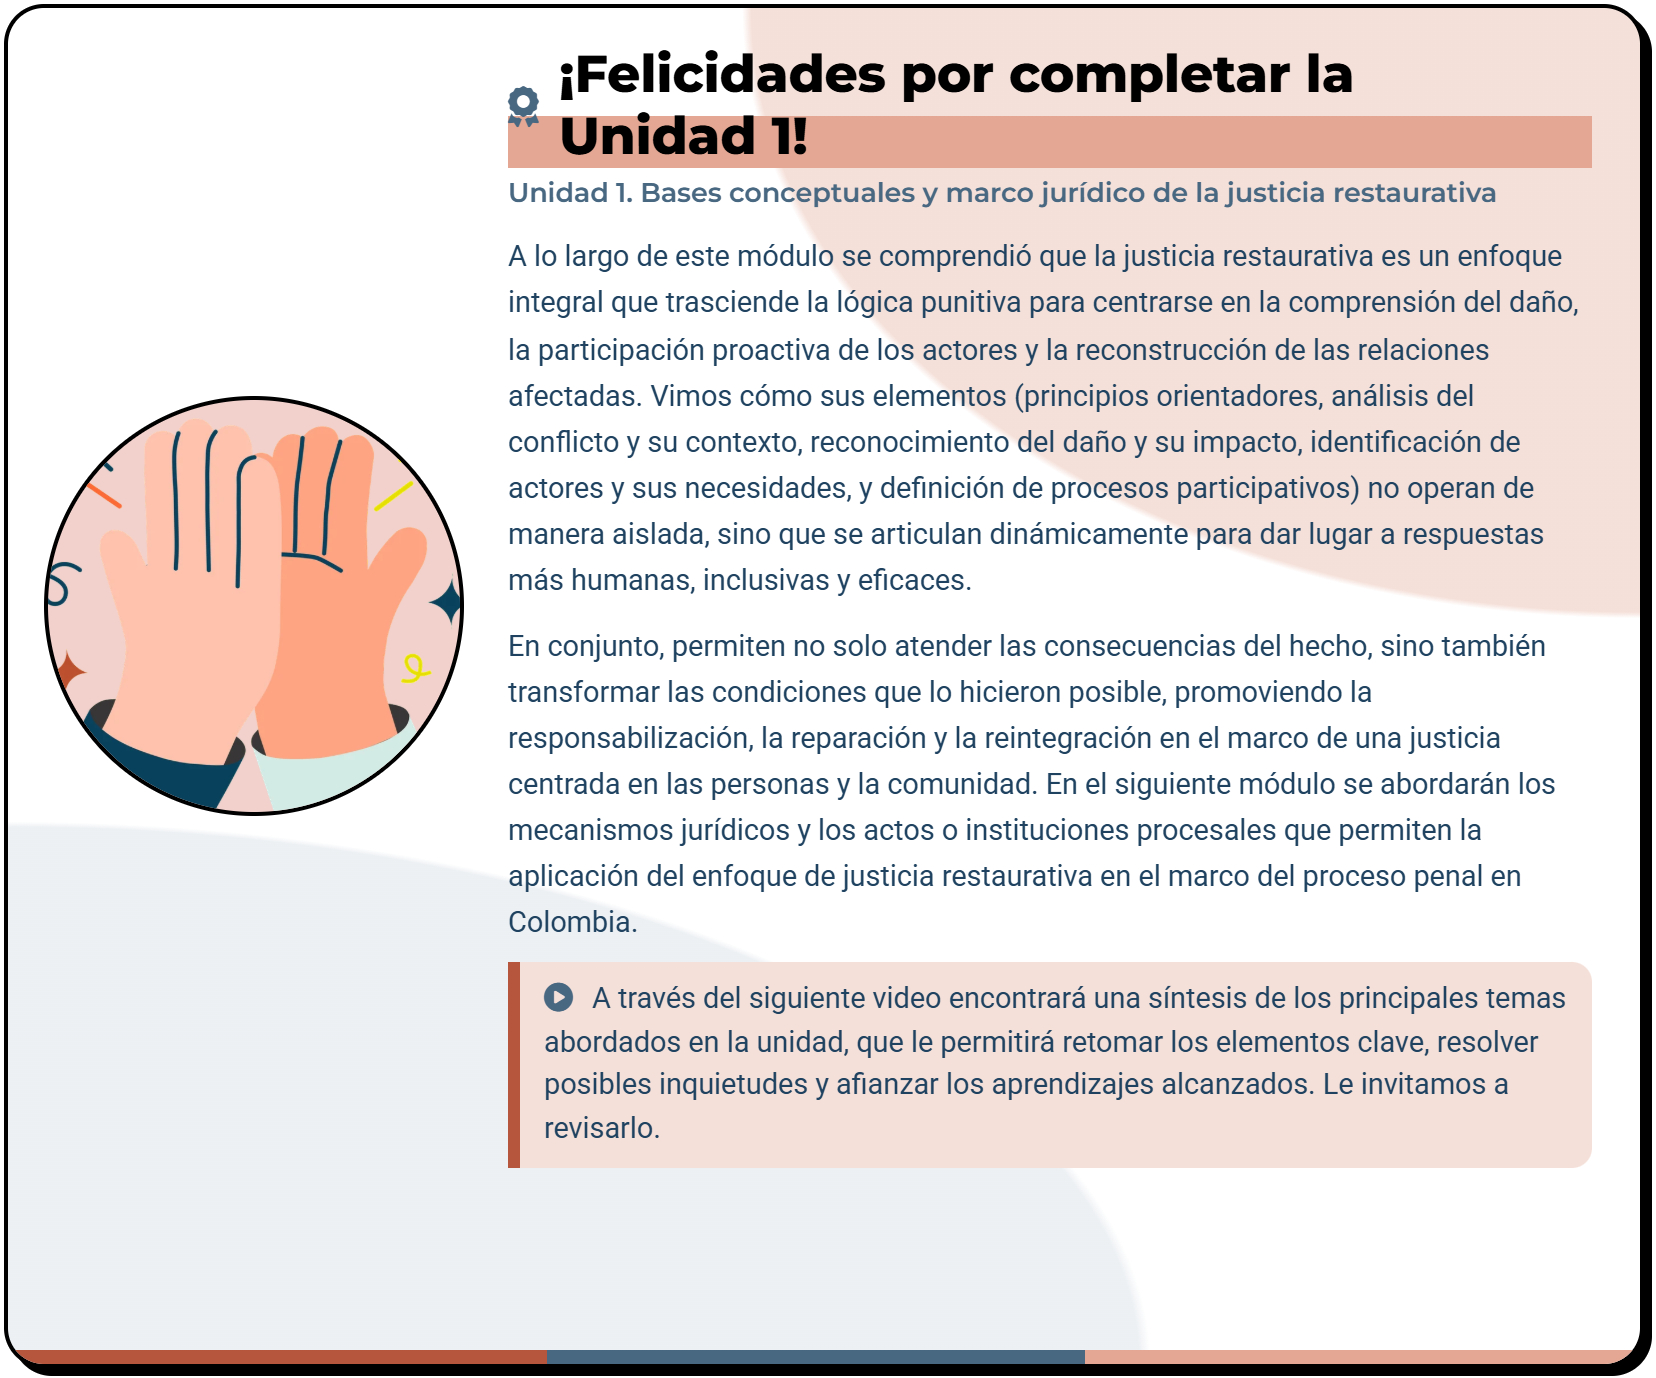 ¡Felicidades por completar la
Unidad 1!
Unidad 1. Bases conceptuales y marco jurídico de la justicia restaurativa
A lo largo de este módulo se comprendió que la justicia restaurativa es un enfoque
integral que trasciende la lógica punitiva para centrarse en la comprensión del daño,
la participación proactiva de los actores y la reconstrucción de las relaciones
afectadas. Vimos cómo sus elementos (principios orientadores, análisis del
conflicto y su contexto, reconocimiento del daño y su impacto, identificación de
actores y sus necesidades, y definición de procesos participativos) no operan de
manera aislada, sino que se articulan dinámicamente para dar lugar a respuestas
más humanas, inclusivas y eficaces.
En conjunto, permiten no solo atender las consecuencias del hecho, sino también
transformar las condiciones que lo hicieron posible, promoviendo la
responsabilización, la reparación y la reintegración en el marco de una justicia
centrada en las personas y la comunidad. En el siguiente módulo se abordarán los
mecanismos jurídicos y los actos o instituciones procesales que permiten la
aplicación del enfoque de justicia restaurativa en el marco del proceso penal en
Colombia.
A través del siguiente video encontrará una síntesis de los principales temas
abordados en la unidad, que le permitirá retomar los elementos clave, resolver
posibles inquietudes y afianzar los aprendizajes alcanzados. Le invitamos a
revisarlo.